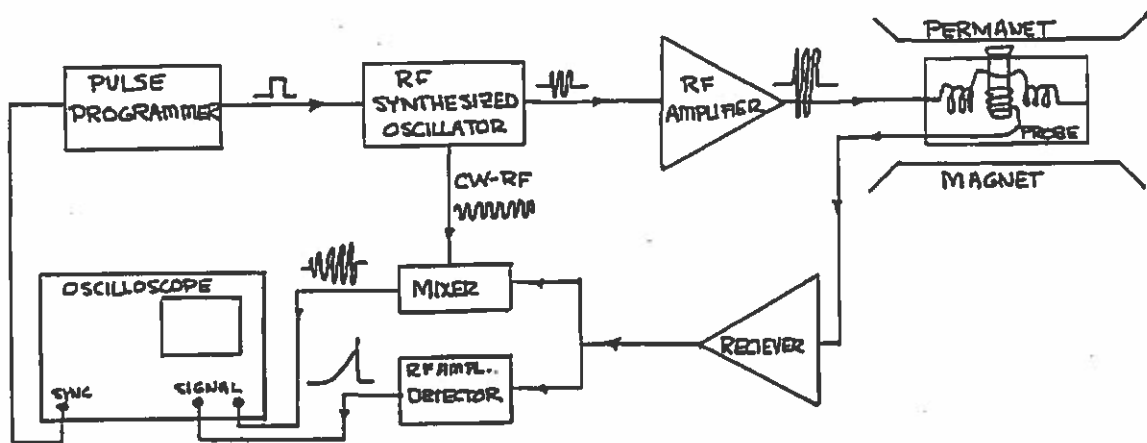 PULSE
PROGRAMMER
RF
SYNTHESIZED
OSCILLATOR
RF
AMPLIFIER
PERMANET
PROBE
MAGNET
CW-RF
OSCILLOSCOPE
SYNC
SIGNAL
MIXER
RF AMPL.
DETECTOR
RECIEVER